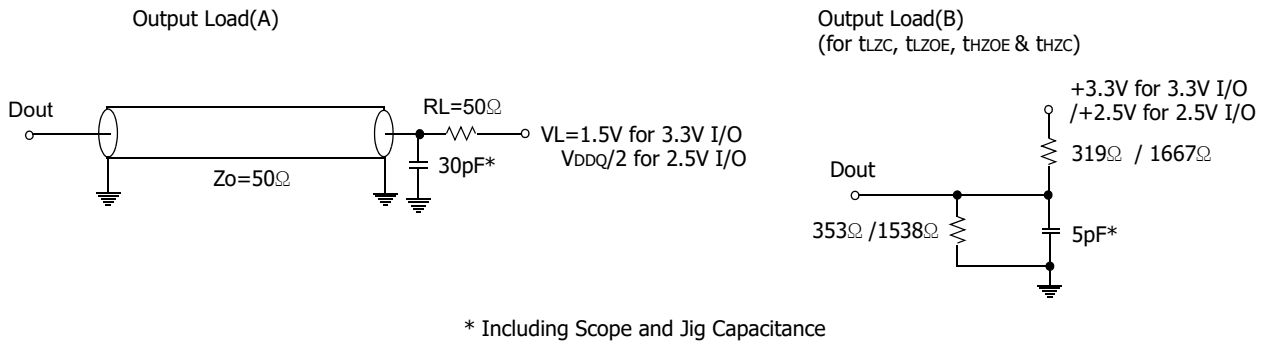 Output Load(A)
Dout
Zo=50Ω
RL=50Ω
30pF*
VL=1.5V for 3.3V I/O
VDDQ/2 for 2.5V I/O
Output Load(B)
(for tLZC, tLZOE, tHZOE & tHZC)
+3.3V for 3.3V I/O
/+2.5V for 2.5V I/O
319Ω / 1667Ω
Dout
353Ω /1538Ω
5pF*
* Including Scope and Jig Capacitance